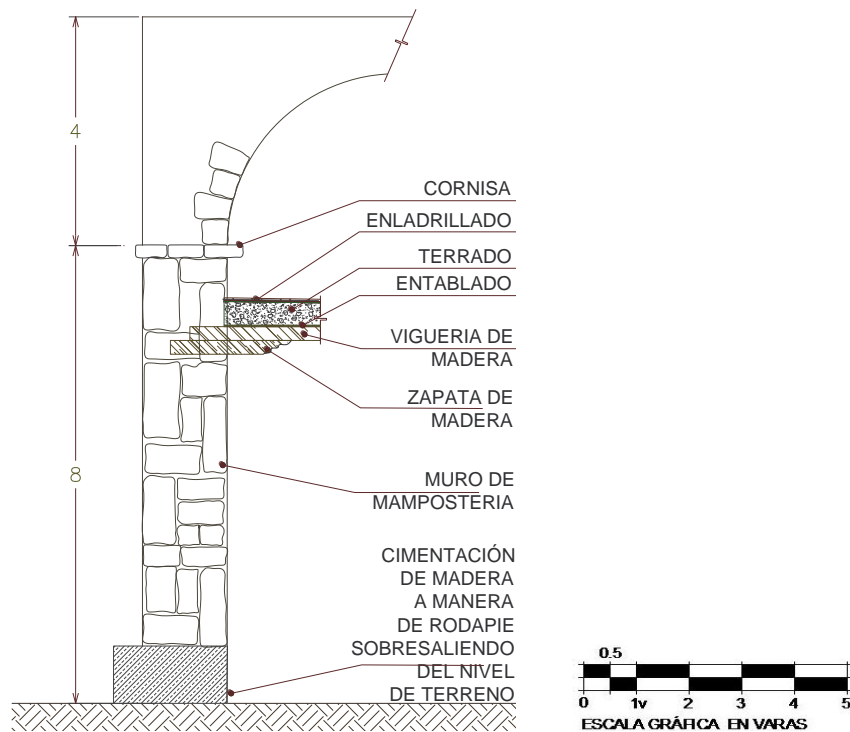 4
CORNISA
ENLADRILLADO
TERRADO
ENTABLADO
VIGUERIA DE
MADERA
ZAPATA DE
MADERA
8
MURO DE
MAMPOSTERIA
CIMENTACIÓN
DE MADERA
A MANERA
DE RODAPIE
SOBRESALIENDO
DEL NIVEL
DE TERRENO
0.5
0 1v 2 3 4 5
ESCALA GRÁFICA EN VARAS